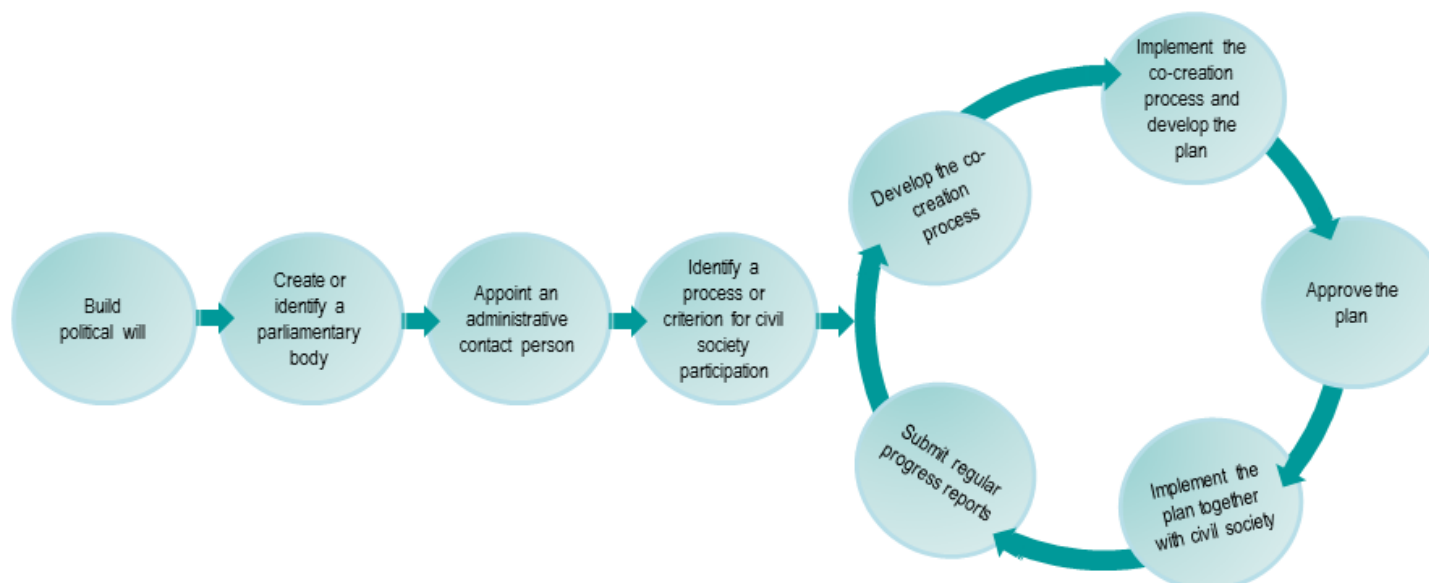 Build
political will
Create or
identify a
parliamentary
body
Appoint an
administrative
contact person
Identify a
process or
criterion for civil
society
participation
Develop the co-
creation
process
Implement the
co-creation
process and
develop the
plan
Approve the
plan
Implement the
plan together
with civil society
Submit regular
progress reports